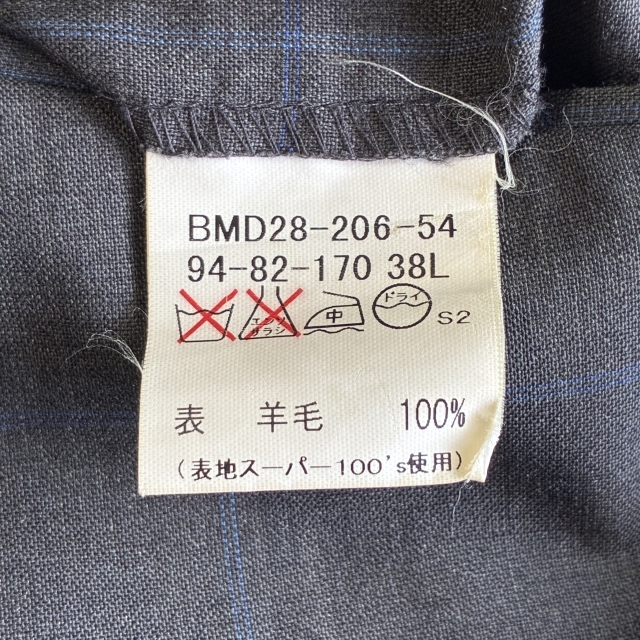 BMD28-206-54
94-82-170 38L
エンソ
サラシ
中
ドライ
S2
表 羊毛 100%
(表地スーパー100's使用)